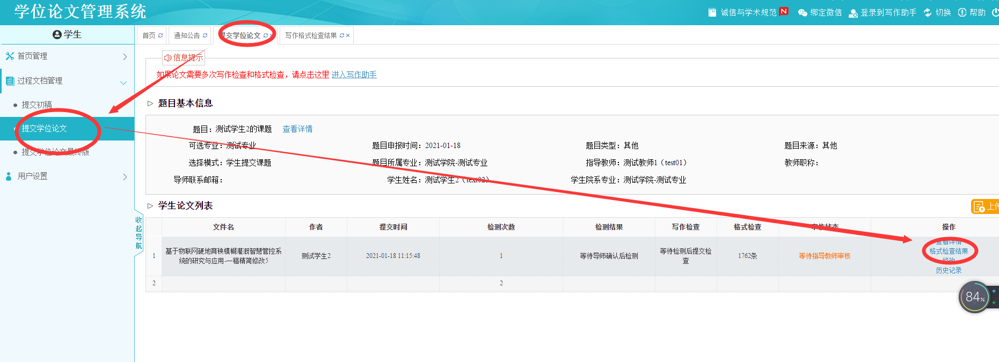 学位论文管理系统
诚信与学术规范 N 绑定微信 登录到写作助手 切换 帮助
学生
首页 通知公告 提交学位论文 写作格式检查结果
首页管理
过程文档管理
提交初稿
提交学位论文
提交学位论文最终版
用户设置
收起导航
信息提示
如果论文需要多次写作检查和格式检查，请点击这里 进入写作助手
题目基本信息
题目：测试学生2的课题 查看详情
可选专业：测试专业 题目申报时间：2021-01-18 题目类型：其他 题目来源：其他
选择模式：学生提交课题 题目所属专业：测试学院-测试专业 指导教师：测试教师1（test01） 教师职称：
导师联系邮箱： 学生姓名：测试学生2（text02） 学生院系专业：测试学院-测试专业
学生论文列表
上传
文件名 作者 提交时间 检测次数 检测结果 写作检查 格式检查 审核状态 操作
1 基于物联网硬地育秧模糊灌溉智慧管控系 测试学生2 2021-01-18 11:15:48 1 等待导师确认后检测 等待检测后提交检 1762条 等待指导教师审核 查看详情
统的研究与应用-一稿精简修改5 查 格式检查结果
修改
历史记录
2 2
84%